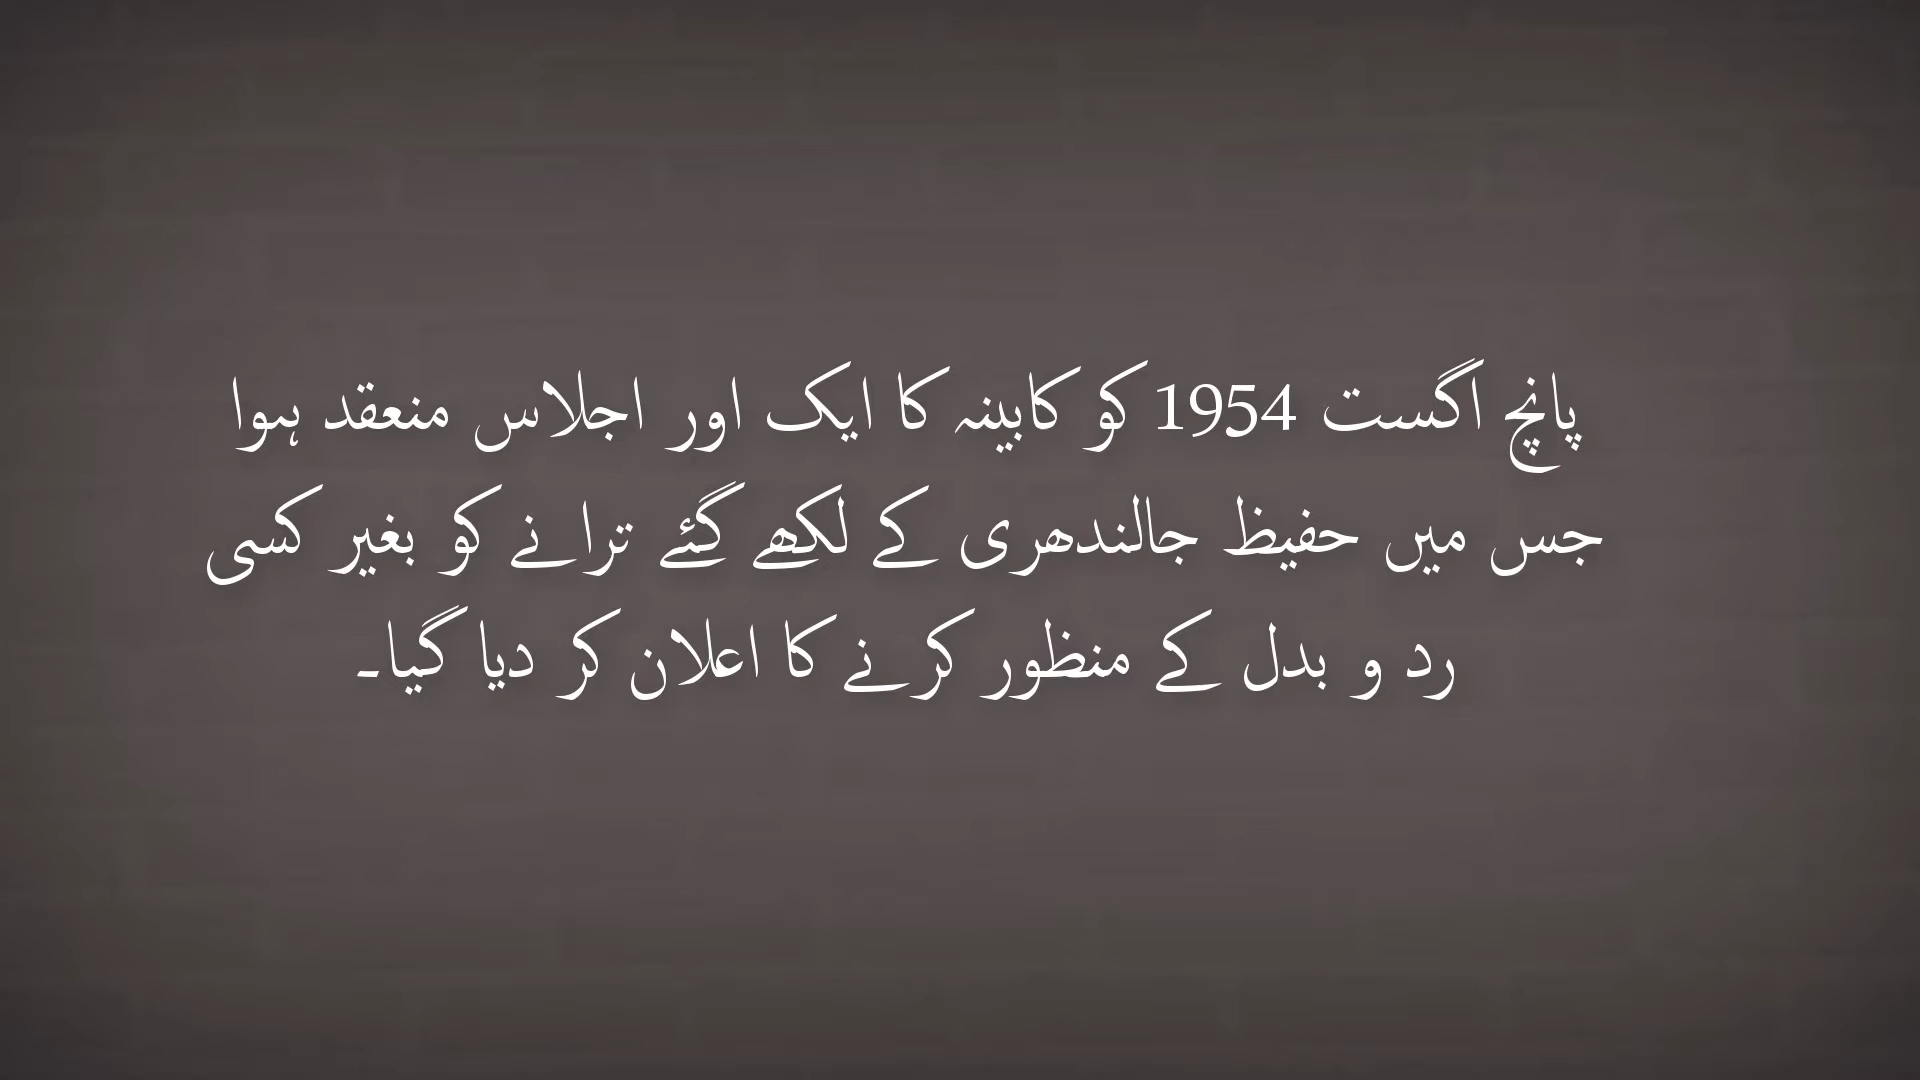 پانچ اگست 1954 کو کابینہ کا ایک اور اجلاس منعقد ہوا
جس میں حفیظ جالندھری کے لکھے گئے ترانے کو بغیر کسی
رد و بدل کے منظور کرنے کا اعلان کر دیا گیا۔